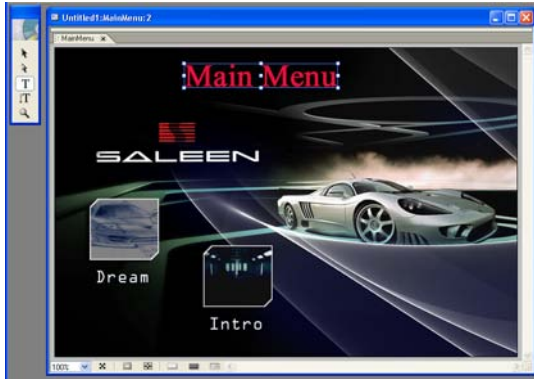 Untitled1:MainMenu:2
MainMenu
T
T
Main Menu
SALEEN
Dream
Intro
100%